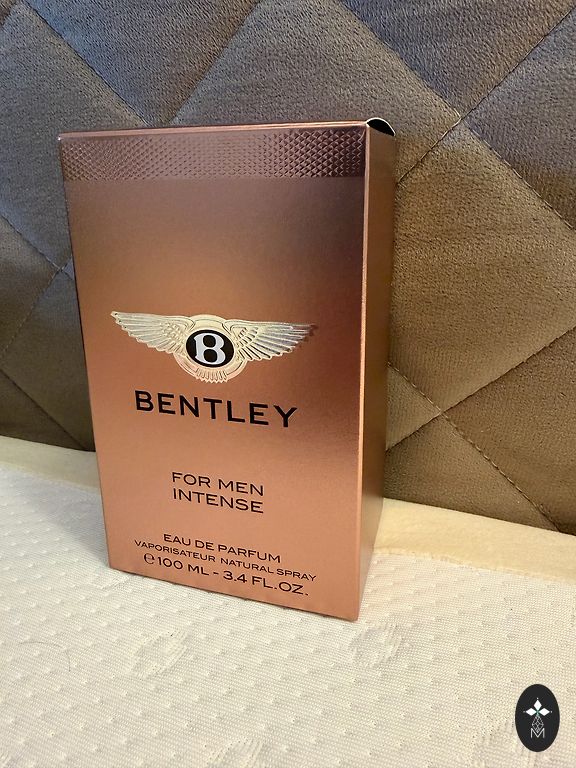 B
BENTLEY
FOR MEN
INTENSE
EAU DE PARFUM
VAPORISATEUR NATURAL SPRAY
℮100 ML - 3.4 FL.OZ.
M